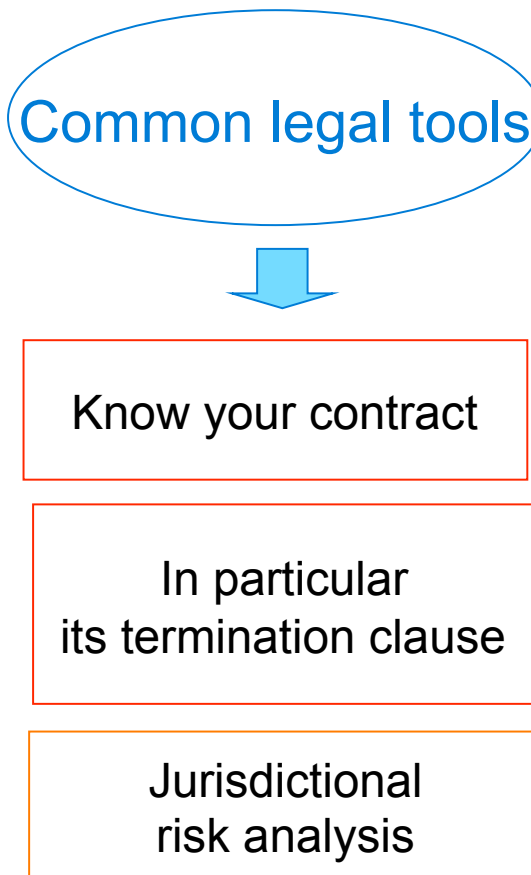 Common legal tools
Know your contract
In particular
its termination clause
Jurisdictional
risk analysis